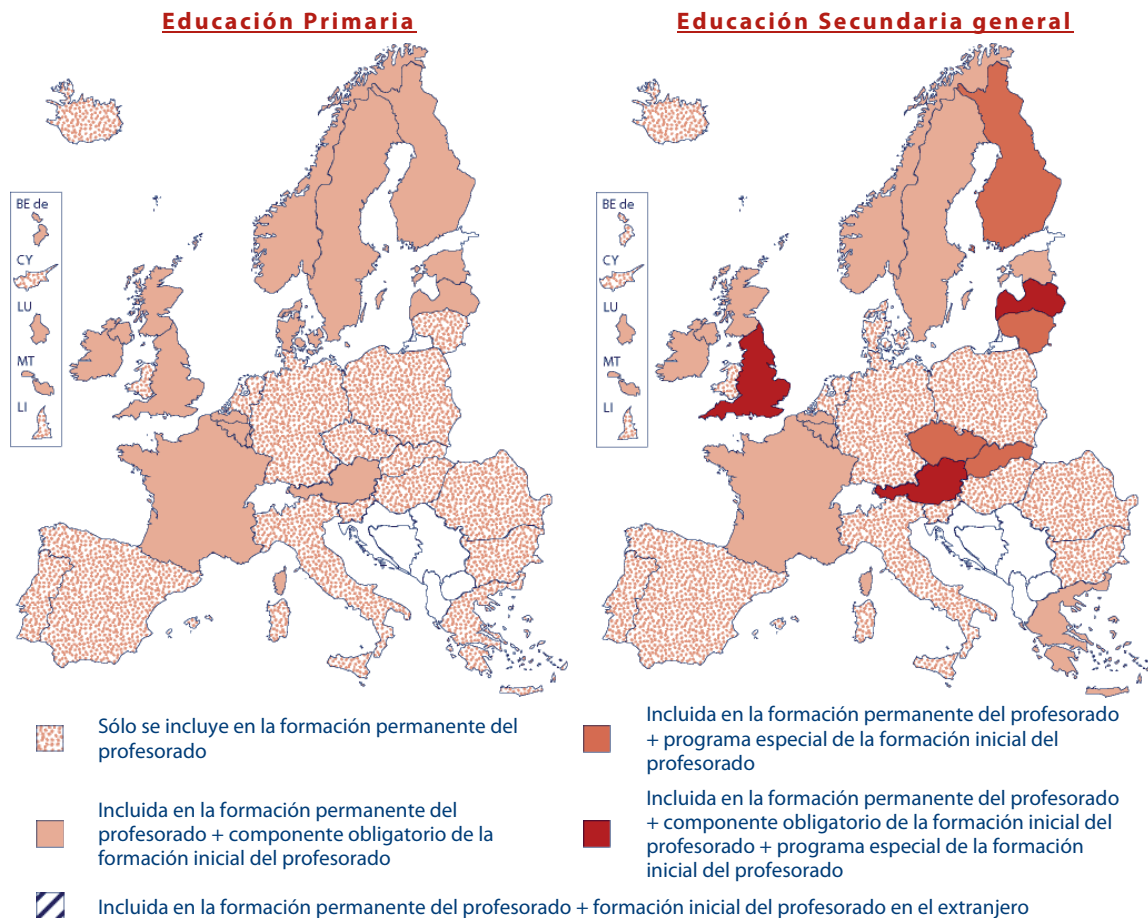 Educación Primaria
Educación Secundaria general
BE de
CY
LU
MT
LI
BE de
CY
LU
MT
LI
Sólo se incluye en la formación permanente del
profesorado
Incluida en la formación permanente del profesorado
+ programa especial de la formación inicial del
profesorado
Incluida en la formación permanente del
profesorado + componente obligatorio de la
formación inicial del profesorado
Incluida en la formación permanente del profesorado
+ componente obligatorio de la formación inicial del
profesorado + programa especial de la formación
inicial del profesorado
Incluida en la formación permanente del profesorado + formación inicial del profesorado en el extranjero